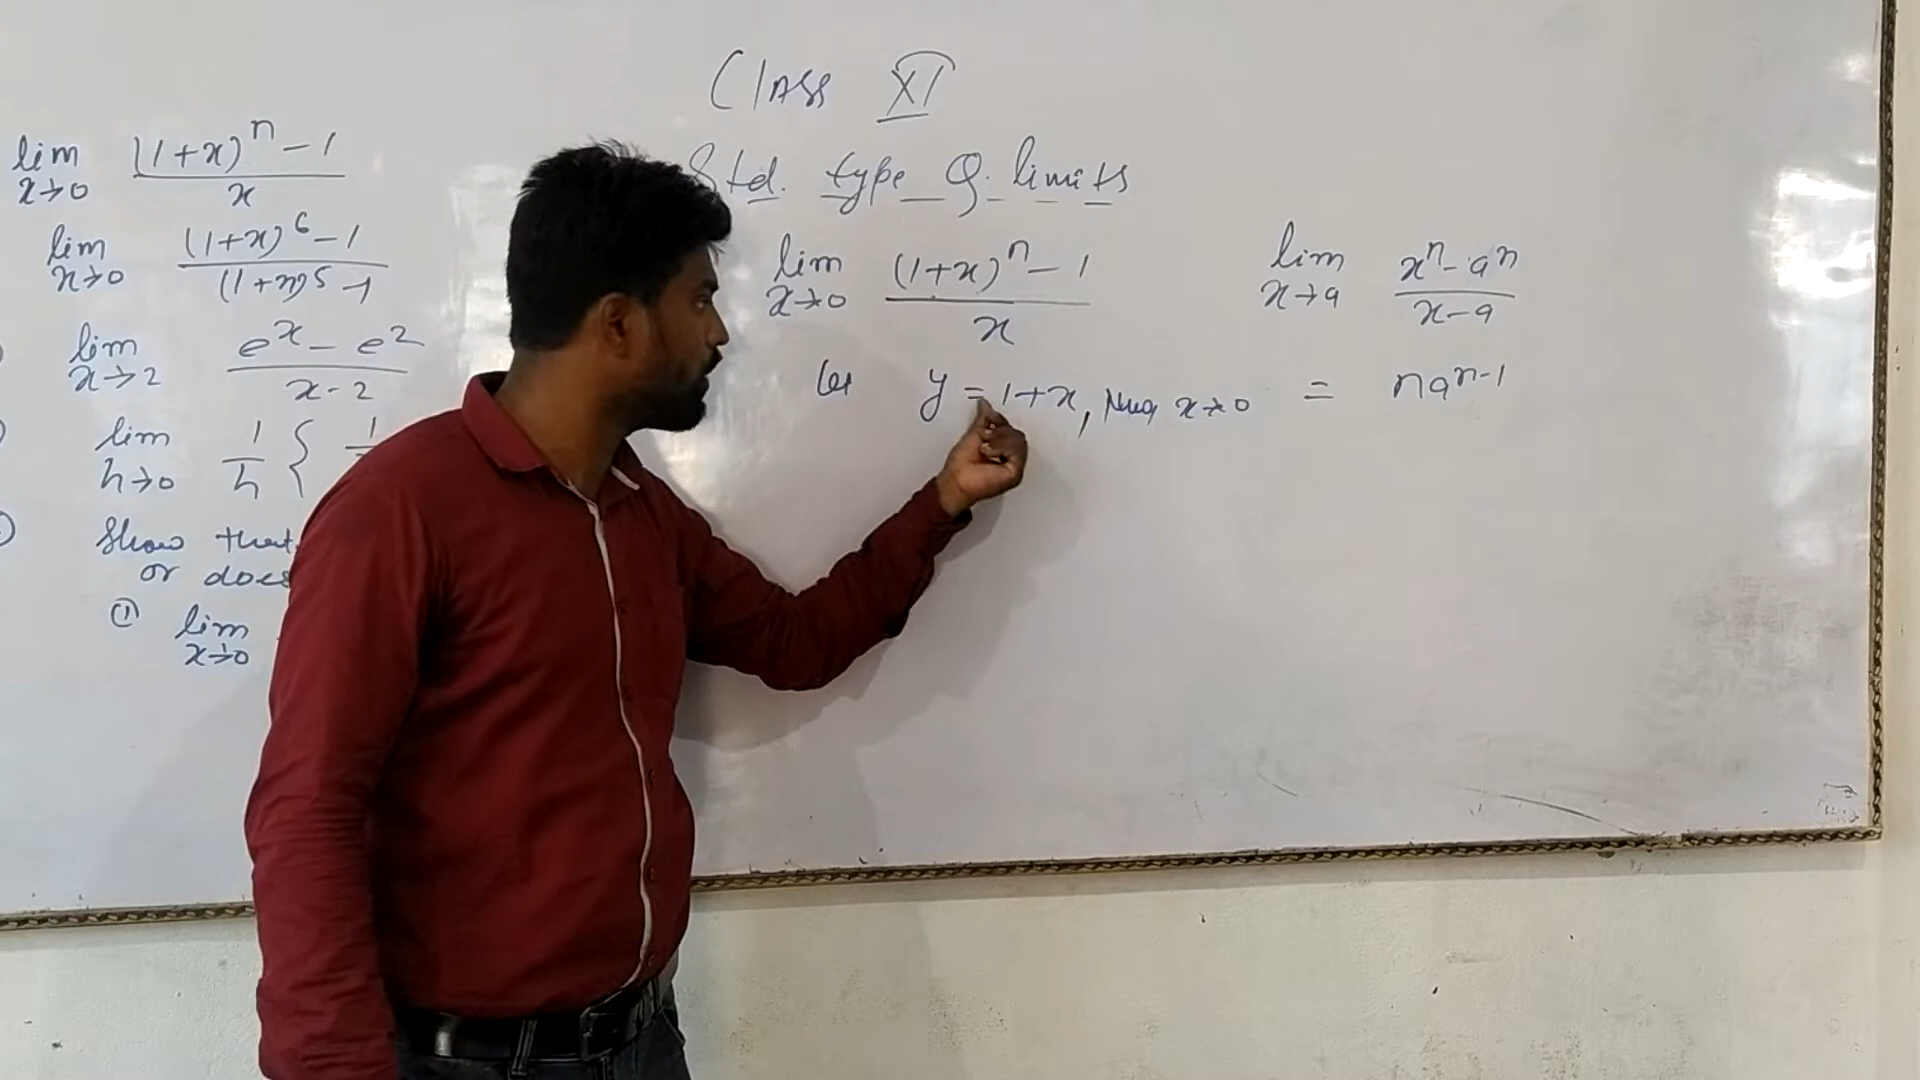 Class XI
Std. type Q. limits
lim x→0 (1+x)^n - 1 / x
lim x→0 (1+x)^6 - 1 / (1+x)^5 - 1
lim x→2 e^x - e^2 / x-2
lim h→0 1/h { 1
Show that
or does
① lim x→0
lim x→0 (1+x)^n - 1 / x
let y = 1+x, x→0
lim x→a x^n - a^n / x-a
= na^n-1